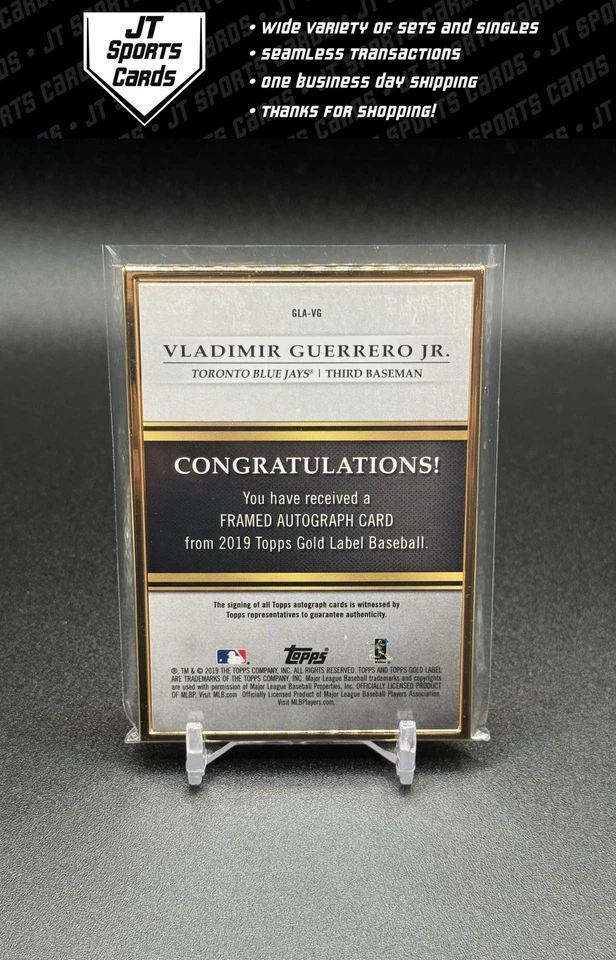 JT
Sports
Cards
• Wide variety of sets and singles
• Seamless transactions
• One business day shipping
• Thanks for shopping!
GLA-VG
VLADIMIR GUERRERO JR.
TORONTO BLUE JAYS® | THIRD BASEMAN
CONGRATULATIONS!
You have received a
FRAMED AUTOGRAPH CARD
from 2019 Topps Gold Label Baseball.
The signing of all Topps autograph cards is witnessed by
Topps representatives to guarantee authenticity.
Topps
®, TM & © 2019 THE TOPPS COMPANY, INC. ALL RIGHTS RESERVED. TOPPS AND TOPPS GOLD LABEL
ARE TRADEMARKS OF THE TOPPS COMPANY, INC. Major League Baseball trademarks and copyrights
are used with permission of Major League Baseball Properties, Inc. OFFICIALLY LICENSED PRODUCT
OF MLBP. Visit MLB.com Officially Licensed Product of Major League Baseball Players Association.
Visit MLBPlayers.com.